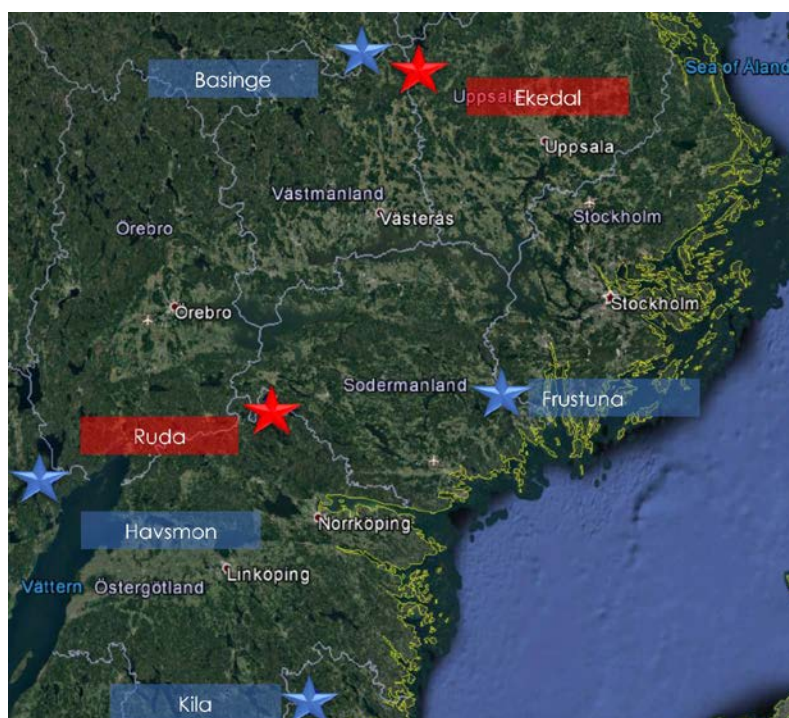 Basinge
Sea of Åland
Uppsala
Ekedal
Uppsala
Västmanland
Västerås
Stockholm
Örebro
Örebro
Stockholm
Sodermanland
Frustuna
Ruda
Havsmon
Norrköping
Linköping
Vättern
Östergötland
Kila